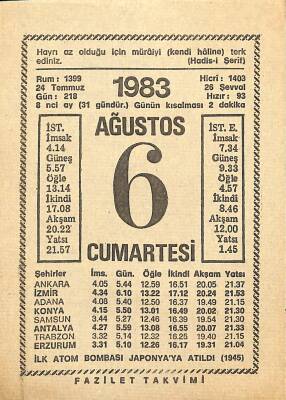 Hayrı az olduğu için mürâiyi (kendi hâline) terk
ediniz. (Hadis-i Şerif)
Rum : 1399 1983 Hicri : 1403
24 Temmuz 26 Şevval
Gün : 218 Hızır : 93
8 nci ay (31 gündür.) Günün kısalması 2 dakika
AĞUSTOS
6
CUMARTESİ
İST.
İmsak
4.14
Güneş
5.57
Öğle
13.14
İkindi
17.08
Akşam
20.22
Yatsı
21.57
İST. E.
İmsak
7.34
Güneş
9.33
Öğle
4.57
İkindi
8.46
Akşam
12.00
Yatsı
1.45
Şehirler İms. Gün. Öğle İkindi Akşam Yatsı
ANKARA 4.05 5.44 12.59 16.51 20.05 21.37
İZMİR 4.34 6.10 13.22 17.12 20.24 21.53
ADANA 4.08 5.40 12.50 16.37 19.49 21.15
KONYA 4.15 5.50 13.01 16.49 20.02 21.30
SAMSUN 3.44 5.27 12.46 16.39 19.54 21.30
ANTALYA 4.27 5.59 13.08 16.55 20.07 21.33
TRABZON 3.32 5.14 12.32 16.25 19.40 21.15
ERZURUM 3.31 5.10 12.26 16.17 19.31 21.04
İLK ATOM BOMBASI JAPONYA'YA ATILDI (1945)
FAZİLET TAKVİMİ